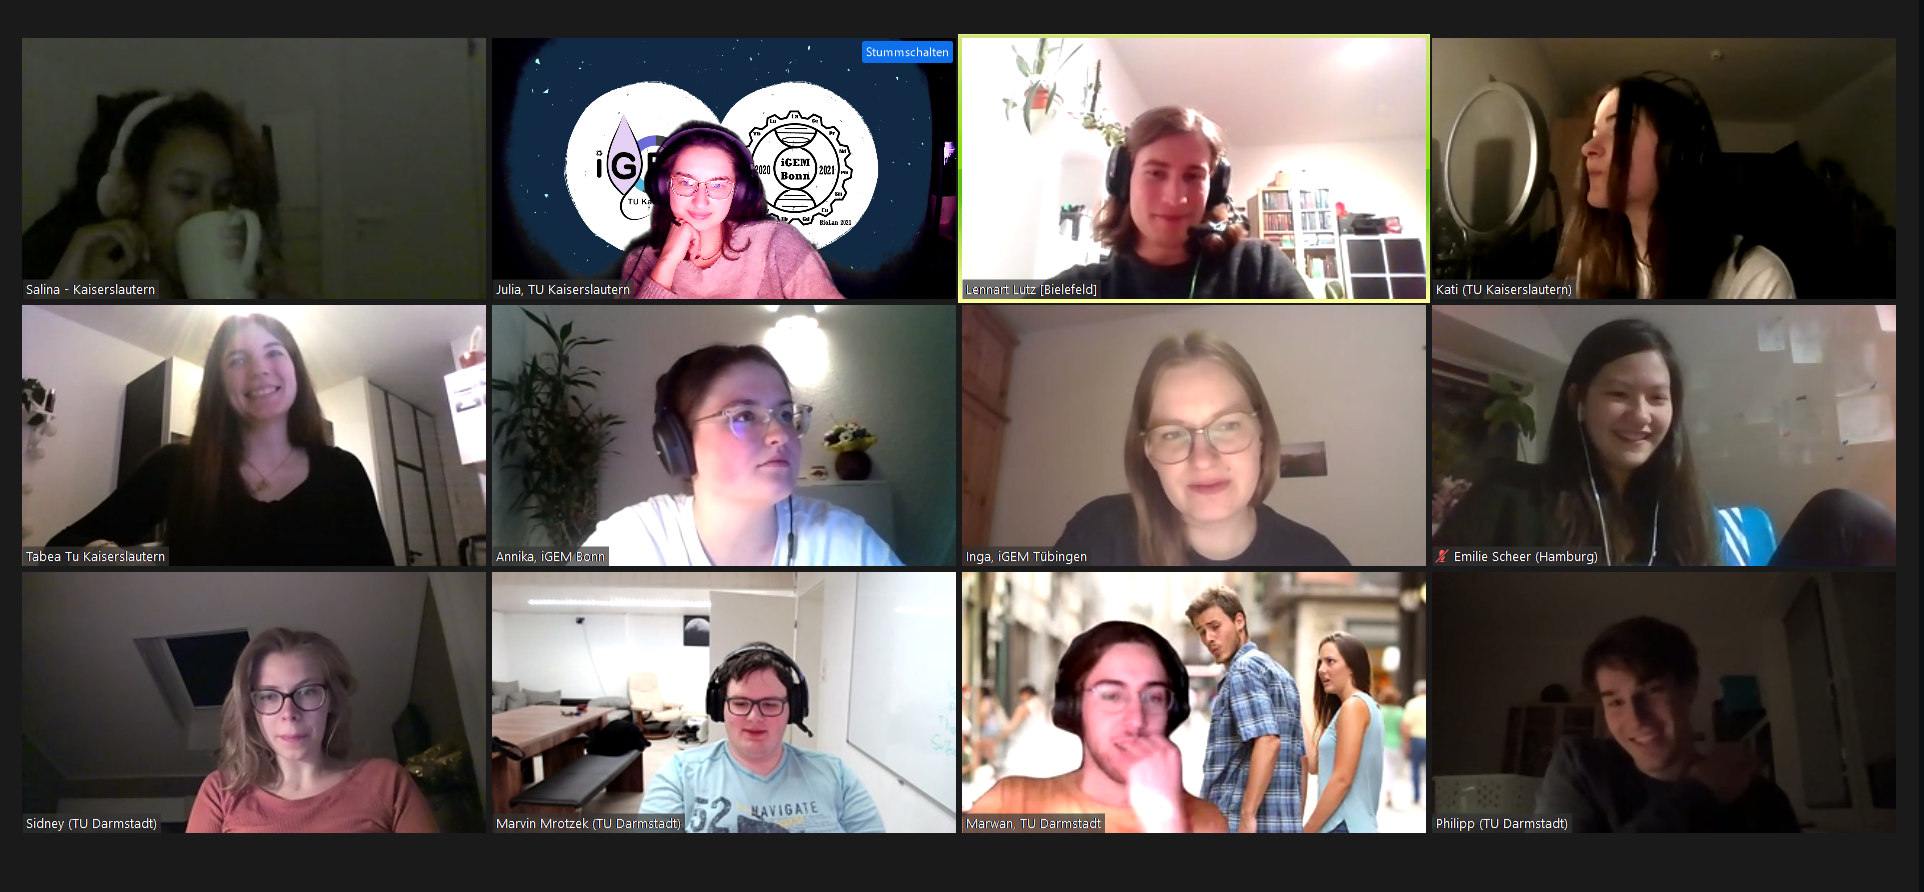 Stummschalten
iG
TU Ka
2020
iGEM
Bonn
2021
BioLan 2021
Salina - Kaiserslautern
Julia, TU Kaiserslautern
Lennart Lutz [Bielefeld]
Kati (TU Kaiserslautern)
Tabea Tu Kaiserslautern
Annika, iGEM Bonn
Inga, iGEM Tübingen
Emilie Scheer (Hamburg)
52
NAVIGATE
Sidney (TU Darmstadt)
Marvin Mrotzek (TU Darmstadt)
Marwan, TU Darmstadt
Philipp (TU Darmstadt)